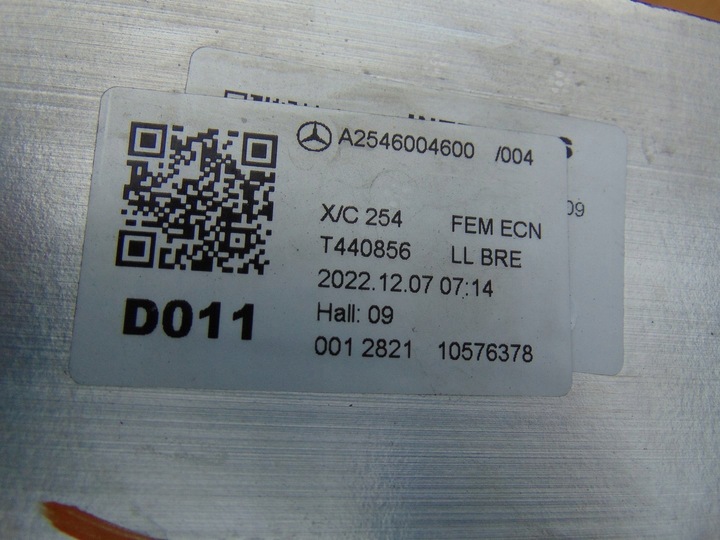 A2546004600 /004
X/C 254 FEM ECN
T440856 LL BRE
2022.12.07 07:14
Hall: 09
D011
001 2821 10576378
09